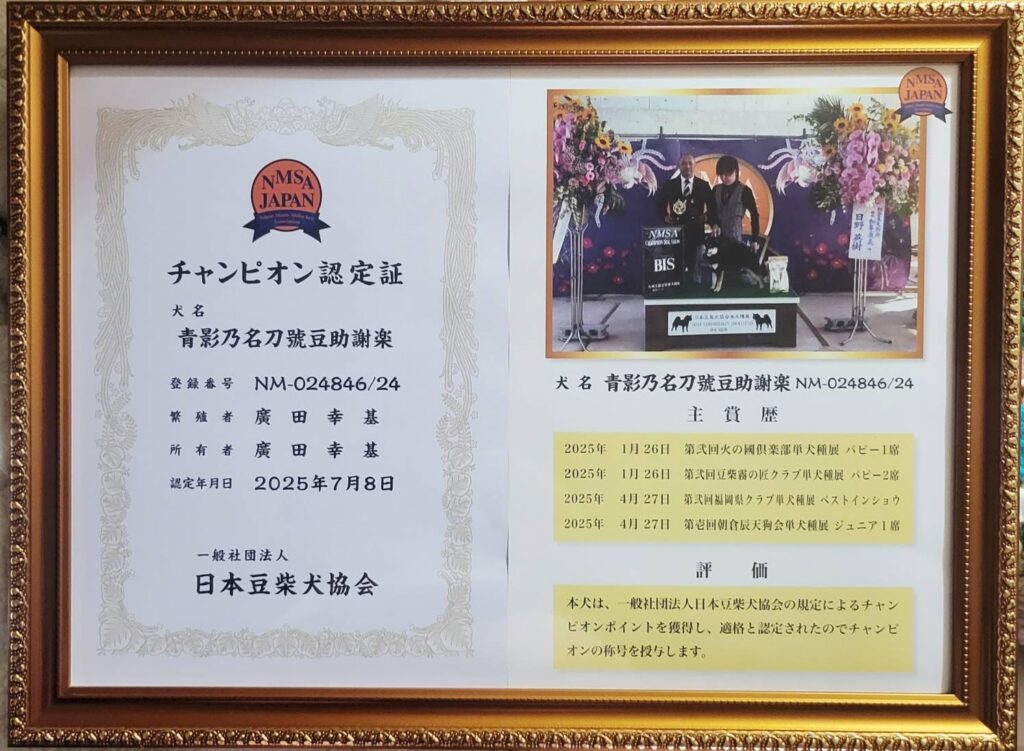 NMSA
JAPAN
Nippon Mame Shiba Ken
Association
チャンピオン認定証
犬名
青影乃名刀號豆助謝楽
登録番号 NM-024846/24
繁殖者 廣田幸基
所有者 廣田幸基
認定年月日 2025年7月8日
一般社団法人
日本豆柴犬協会
NMSA
JAPAN
NMSA
BIS
日野英樹
犬名 青影乃名刀號豆助謝楽 NM-024846/24
主賞歴
2025年 1月26日 第弐回火の國倶楽部単犬種展 パピー1席
2025年 1月26日 第弐回豆柴霧の匠クラブ単犬種展 パピー2席
2025年 4月27日 第弐回福岡県クラブ単犬種展 ベストインショウ
2025年 4月27日 第壱回朝倉辰天狗会単犬種展 ジュニア1席
評価
本犬は、一般社団法人日本豆柴犬協会の規定によるチャン
ピオンポイントを獲得し、適格と認定されたのでチャンピ
オンの称号を授与します。